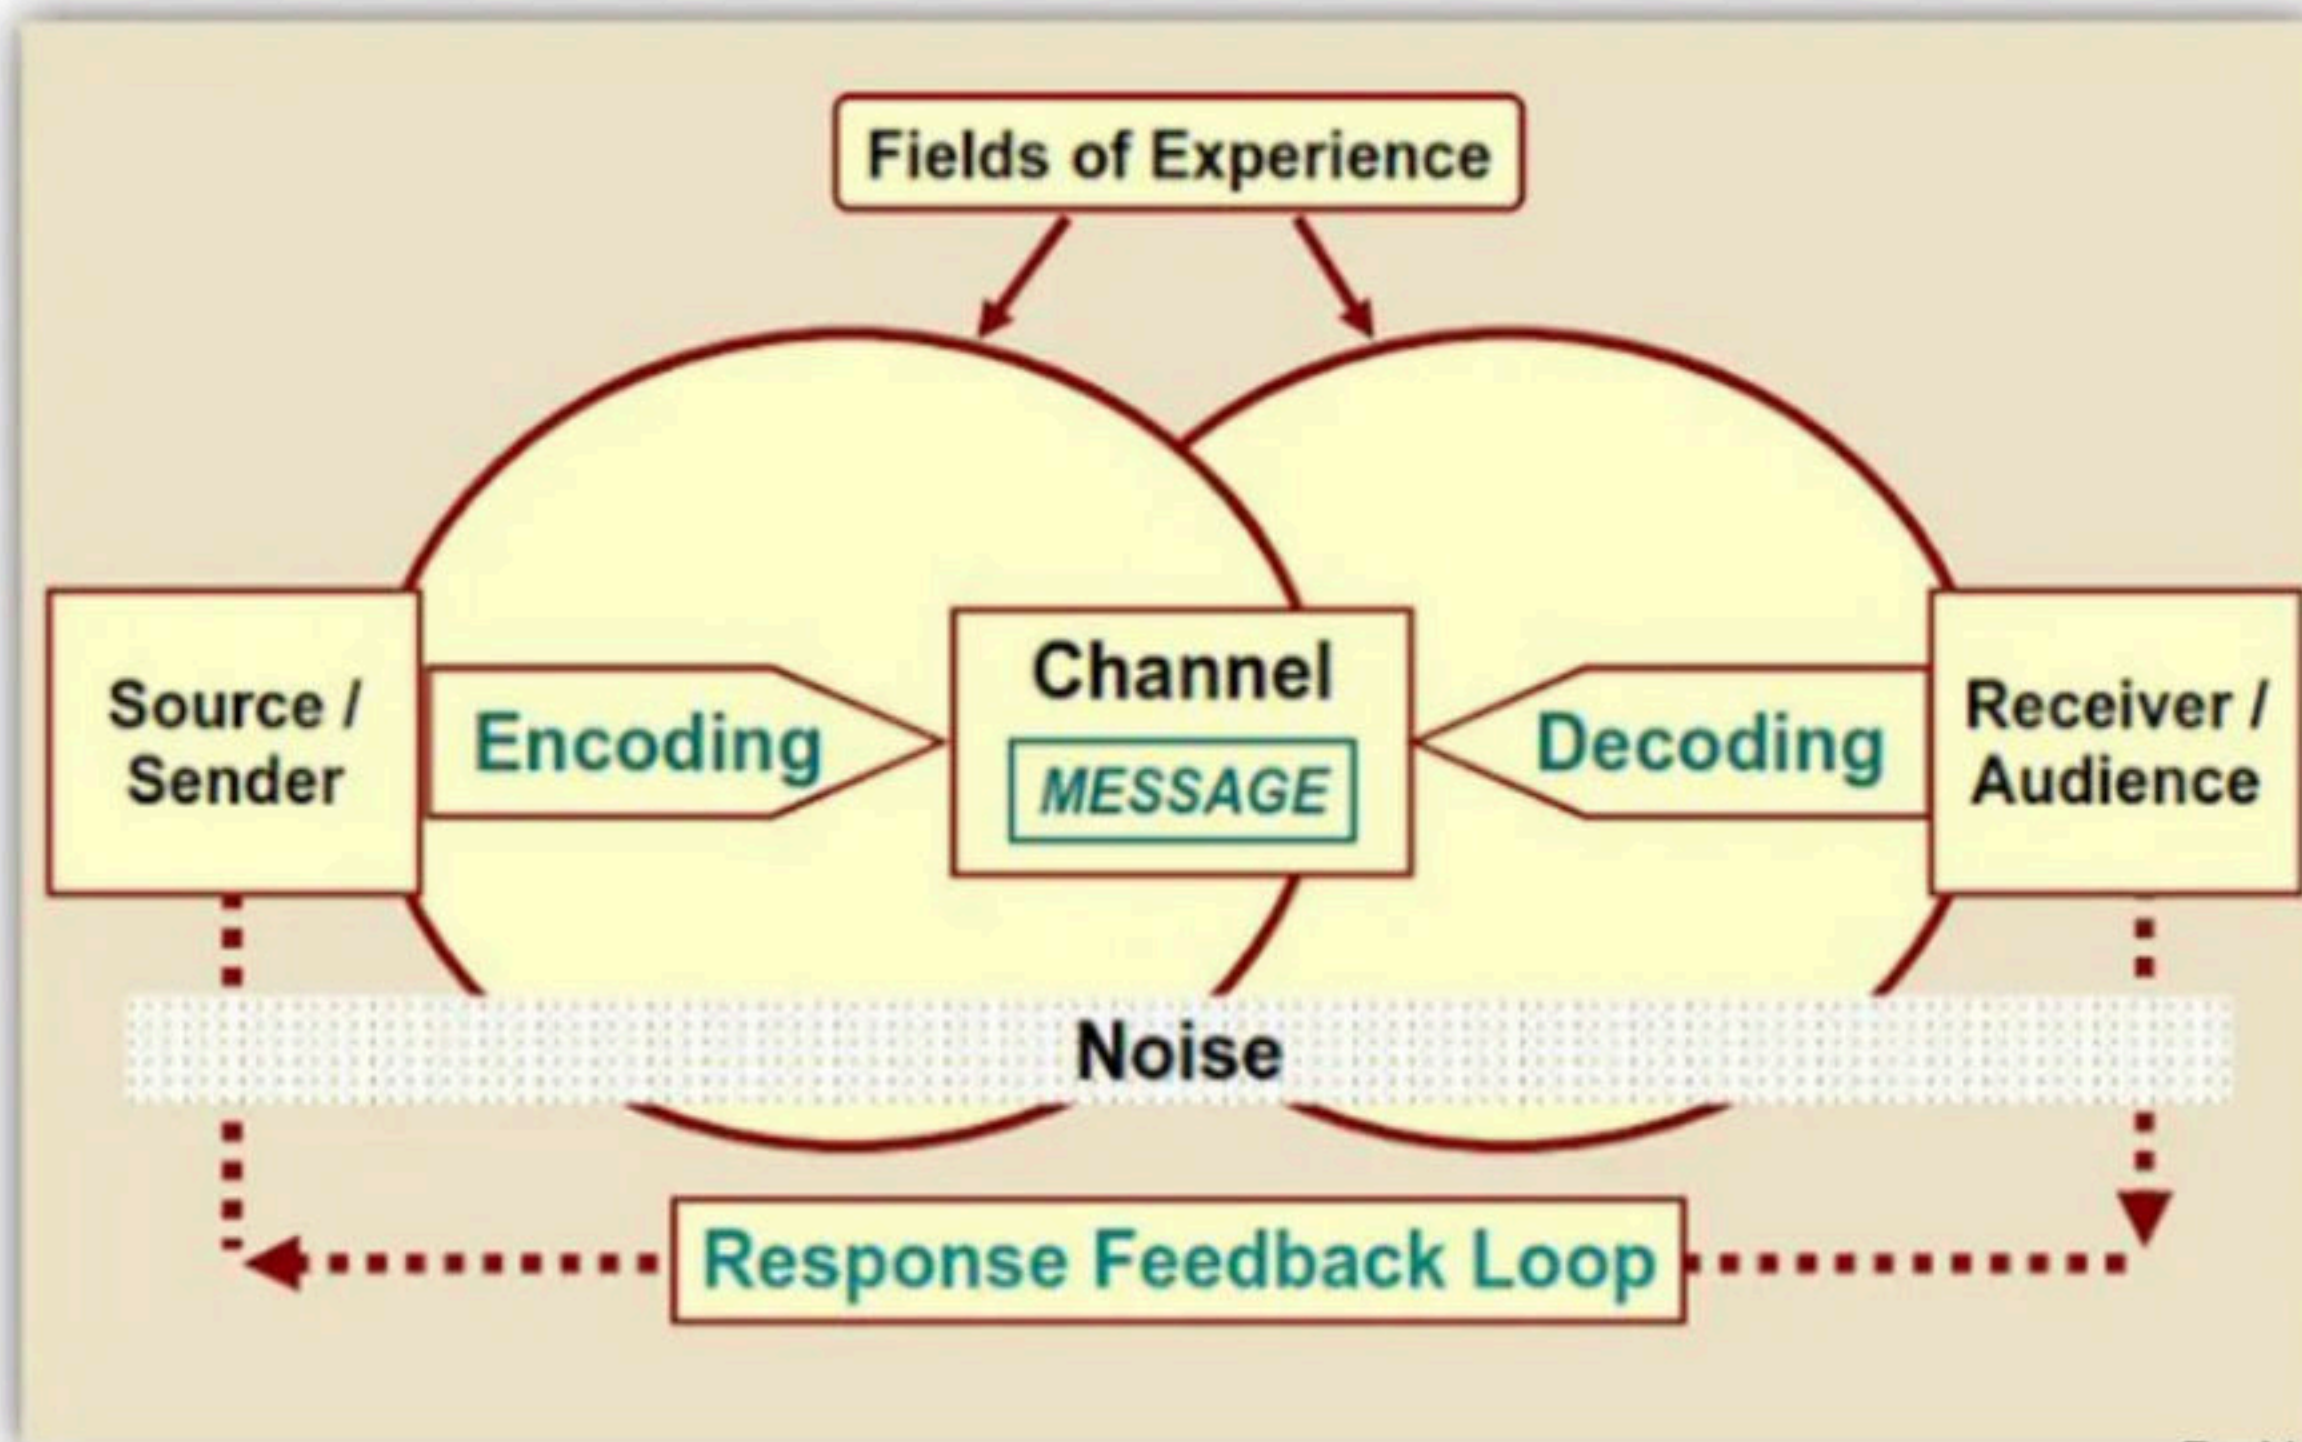 Fields of Experience
Source /
Sender
Encoding
Channel
MESSAGE
Decoding
Receiver /
Audience
Noise
Response Feedback Loop